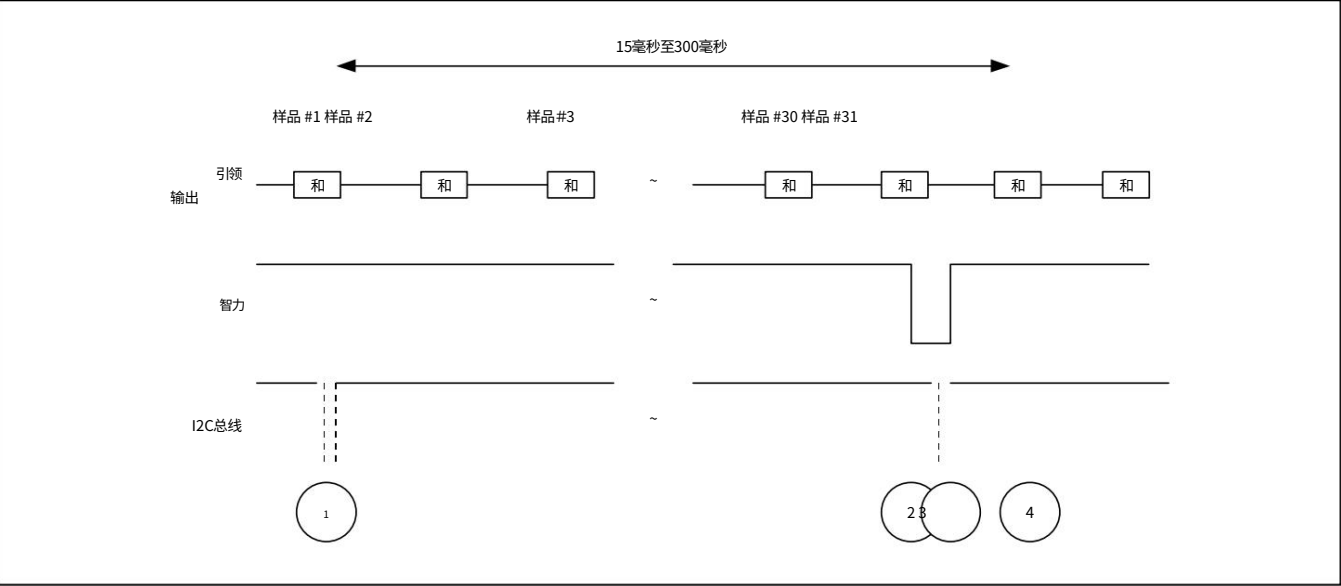 15毫秒至300毫秒
样品 #1 样品 #2 样品#3 样品 #30 样品 #31
引领
输出
和 和 和 ~ 和 和 和 和
智力 ~
I2C总线 ~
1 2 3 4